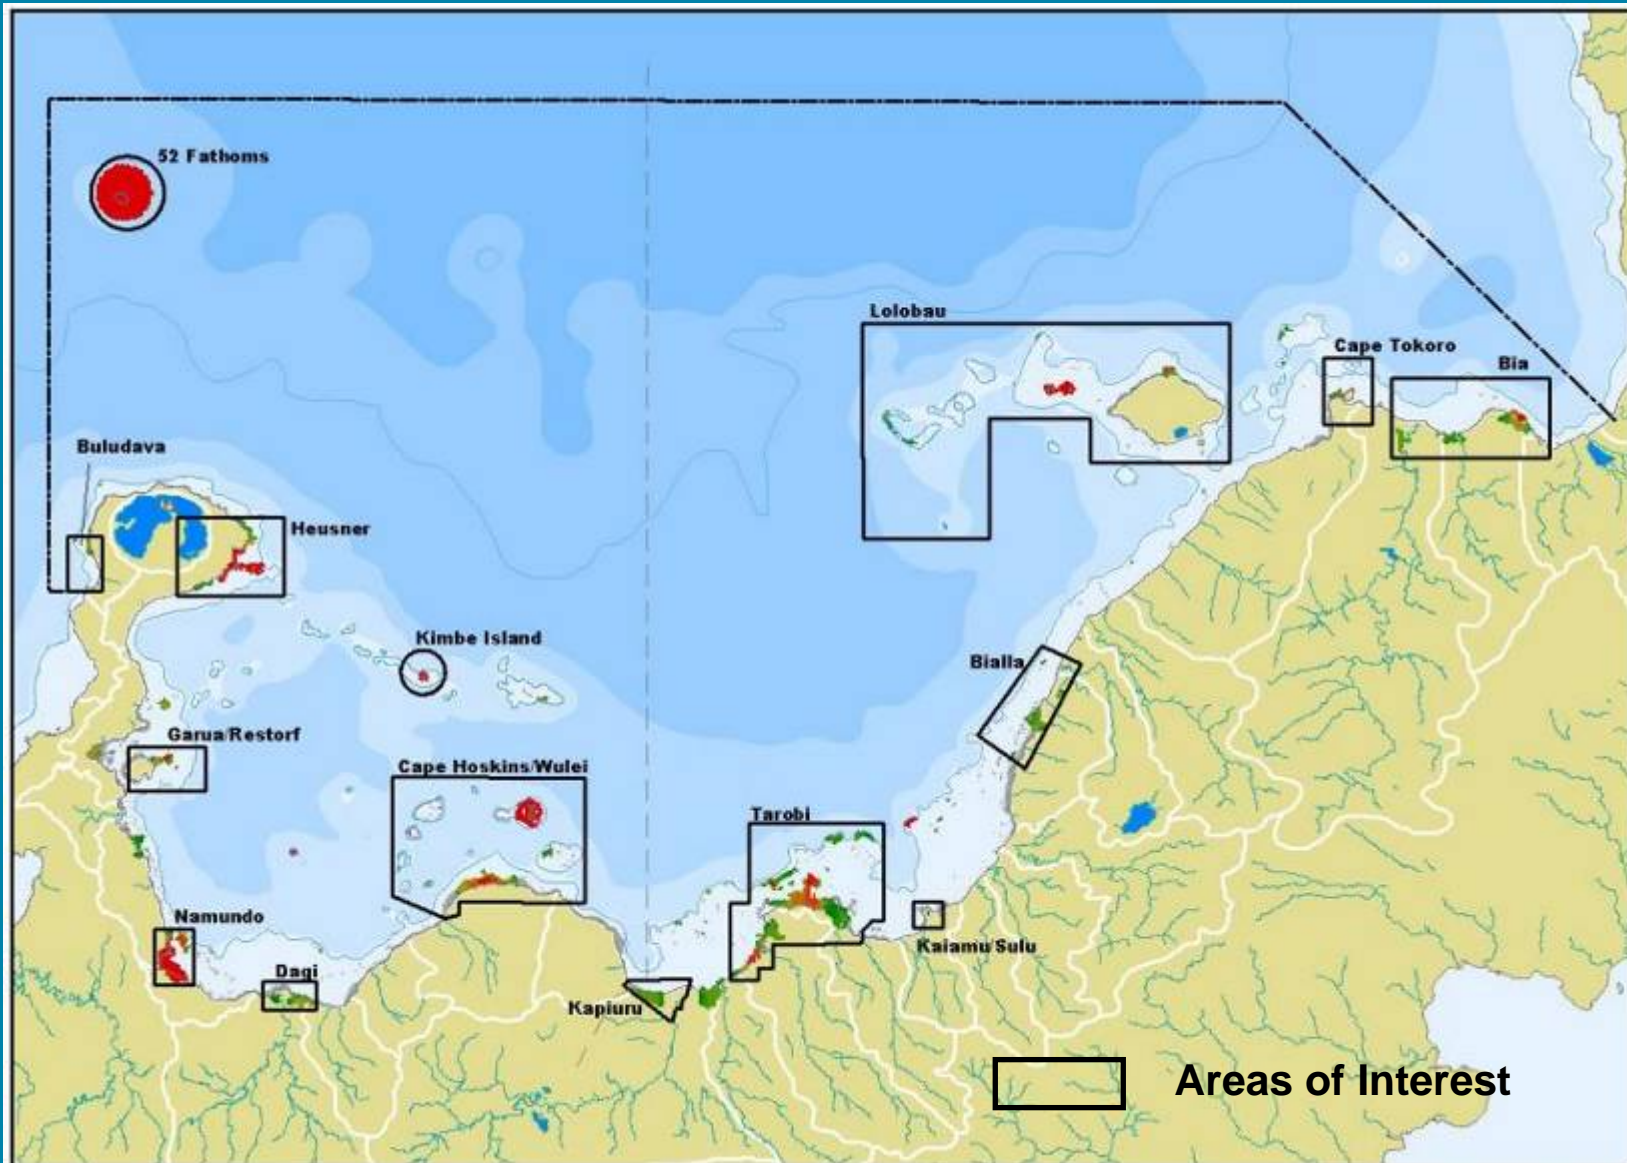 52 Fathoms
Lolobau
Cape Tokoro
Bia
Buludava
Heusner
Kimbe Island
Bialla
Garua/Restorf
Cape Hoskins/Wulei
Tarobi
Namundo
Kaiamu/Sulu
Dagi
Kapiuru
Areas of Interest